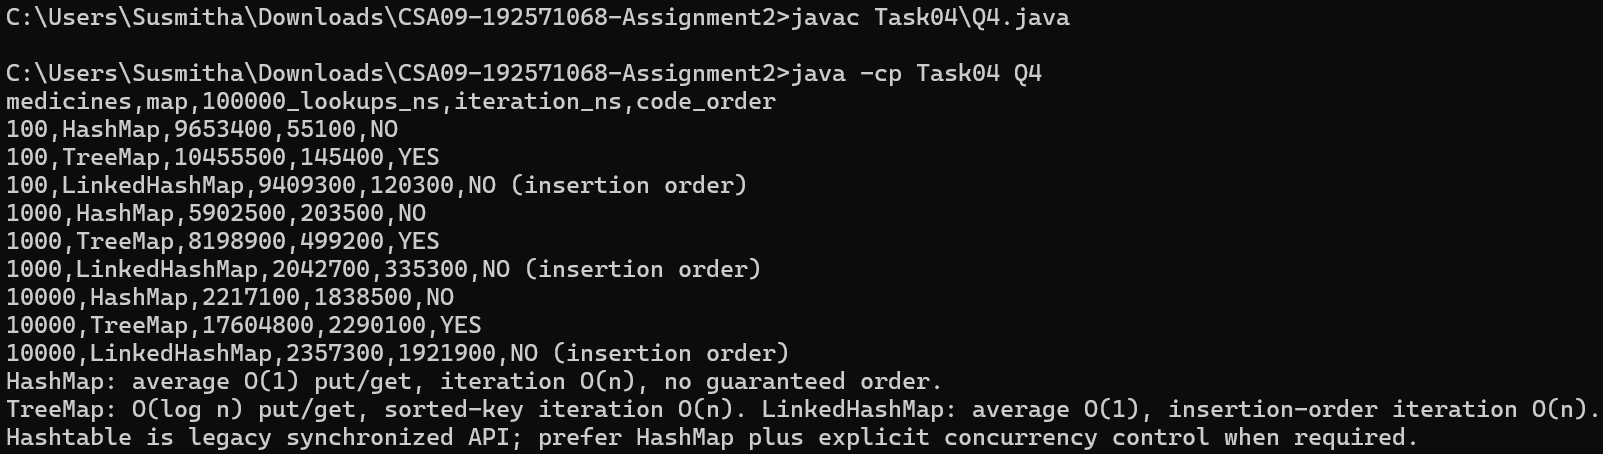 C:\Users\Susmitha\Downloads\CSA09-192571068-Assignment2>javac Task04\Q4.java
C:\Users\Susmitha\Downloads\CSA09-192571068-Assignment2>java -cp Task04 Q4
medicines,map,100000_lookups_ns,iteration_ns,code_order
100,HashMap,9653400,55100,NO
100,TreeMap,10455500,145400,YES
100,LinkedHashMap,9409300,120300,NO (insertion order)
1000,HashMap,5902500,203500,NO
1000,TreeMap,8198900,499200,YES
1000,LinkedHashMap,2042700,335300,NO (insertion order)
10000,HashMap,2217100,1838500,NO
10000,TreeMap,17604800,2290100,YES
10000,LinkedHashMap,2357300,1921900,NO (insertion order)
HashMap: average O(1) put/get, iteration O(n), no guaranteed order.
TreeMap: O(log n) put/get, sorted-key iteration O(n). LinkedHashMap: average O(1), insertion-order iteration O(n).
Hashtable is legacy synchronized API; prefer HashMap plus explicit concurrency control when required.